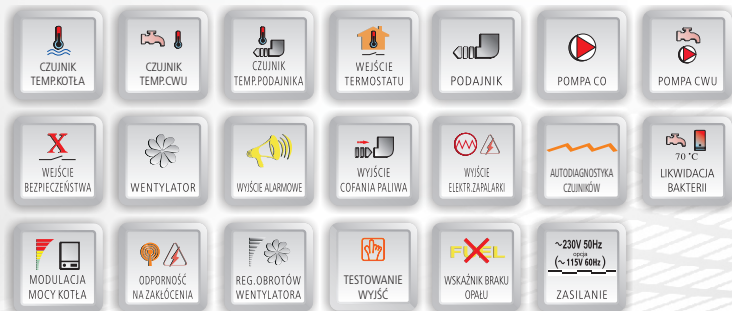 CZUJNIK
TEMP.KOTŁA
CZUJNIK
TEMP.CWU
CZUJNIK
TEMP.PODAJNIKA
WEJŚCIE
TERMOSTATU
PODAJNIK
POMPA CO
POMPA CWU
X
WEJŚCIE
BEZPIECZEŃSTWA
WENTYLATOR
WYJŚCIE ALARMOWE
WYJŚCIE
COFANIA PALIWA
WYJŚCIE
ELEKTR.ZAPALARKI
AUTODIAGNOSTYKA
CZUJNIKÓW
70 °C
LIKWIDACJA
BAKTERII
MODULACJA
MOCY KOTŁA
ODPORNOŚĆ
NA ZAKŁÓCENIA
REG.OBROTÓW
WENTYLATORA
TESTOWANIE
WYJŚĆ
FUEL
WSKAŹNIK BRAKU
OPAŁU
~230V 50Hz
opcja
(~115V 60Hz)
ZASILANIE